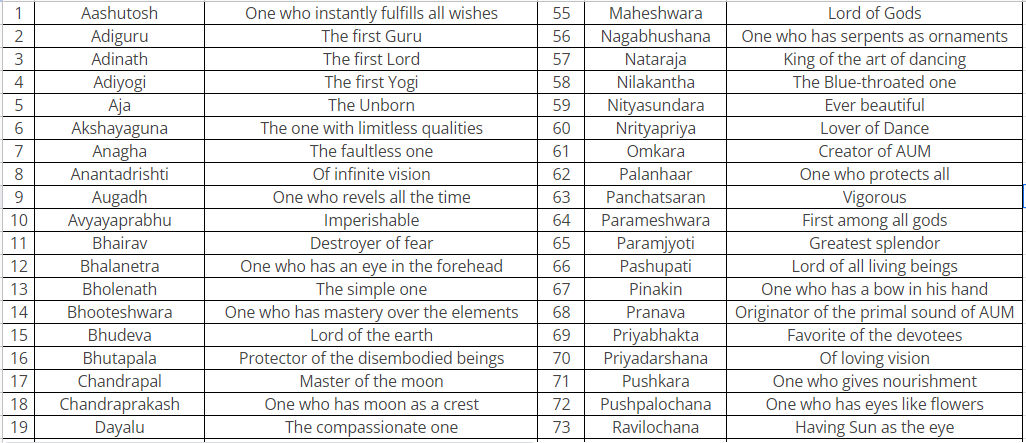 1 Aashutosh One who instantly fulfills all wishes 55 Maheshwara Lord of Gods
2 Adiguru The first Guru 56 Nagabhushana One who has serpents as ornaments
3 Adinath The first Lord 57 Nataraja King of the art of dancing
4 Adiyogi The first Yogi 58 Nilakantha The Blue-throated one
5 Aja The Unborn 59 Nityasundara Ever beautiful
6 Akshayaguna The one with limitless qualities 60 Nrityapriya Lover of Dance
7 Anagha The faultless one 61 Omkara Creator of AUM
8 Anantadrishti Of infinite vision 62 Palanhaar One who protects all
9 Augadh One who revels all the time 63 Panchatsaran Vigorous
10 Avyayaprabhu Imperishable 64 Parameshwara First among all gods
11 Bhairav Destroyer of fear 65 Paramjyoti Greatest splendor
12 Bhalanetra One who has an eye in the forehead 66 Pashupati Lord of all living beings
13 Bholenath The simple one 67 Pinakin One who has a bow in his hand
14 Bhooteshwara One who has mastery over the elements 68 Pranava Originator of the primal sound of AUM
15 Bhudeva Lord of the earth 69 Priyabhakta Favorite of the devotees
16 Bhutapala Protector of the disembodied beings 70 Priyadarshana Of loving vision
17 Chandrapal Master of the moon 71 Pushkara One who gives nourishment
18 Chandraprakash One who has moon as a crest 72 Pushpalochana One who has eyes like flowers
19 Dayalu The compassionate one 73 Ravilochana Having Sun as the eye